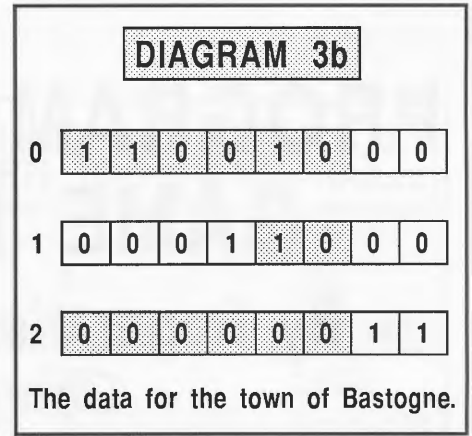 DIAGRAM 3b
0 1 1 0 0 1 0 0 0
1 0 0 0 1 1 0 0 0
2 0 0 0 0 0 0 1 1
The data for the town of Bastogne.